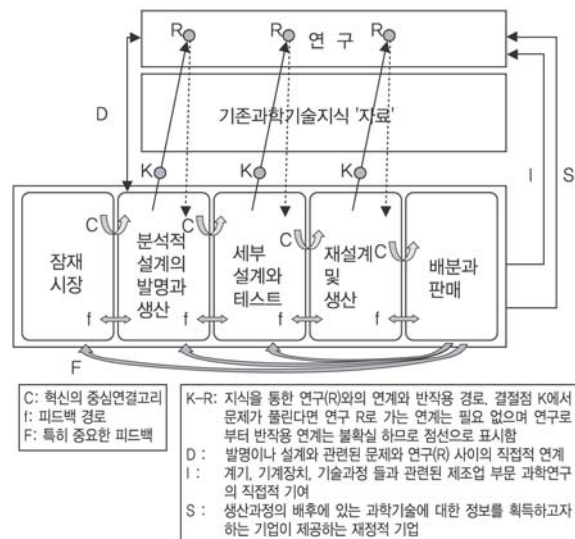 R
R
R
연 구
D
기존과학기술지식 '자료'
K
K
K
I
S
C
C
C
C
잠재
시장
분석적
설계의
발명과
생산
세부
설계와
테스트
재설계
및
생산
배분과
판매
f
f
f
f
F
C: 혁신의 중심연결고리
f: 피드백 경로
F: 특히 중요한 피드백
K–R: 지식을 통한 연구(R)와의 연계와 반작용 경로, 결절점 K에서
문제가 풀린다면 연구 R로 가는 연계는 필요 없으며 연구로
부터 반작용 연계는 불확실 하므로 점선으로 표시함
D : 발명이나 설계와 관련된 문제와 연구(R) 사이의 직접적 연계
I : 계기, 기계장치, 기술과정 들과 관련된 제조업 부문 과학연구
의 직접적 기여
S : 생산과정의 배후에 있는 과학기술에 대한 정보를 획득하고자
하는 기업이 제공하는 재정적 기업